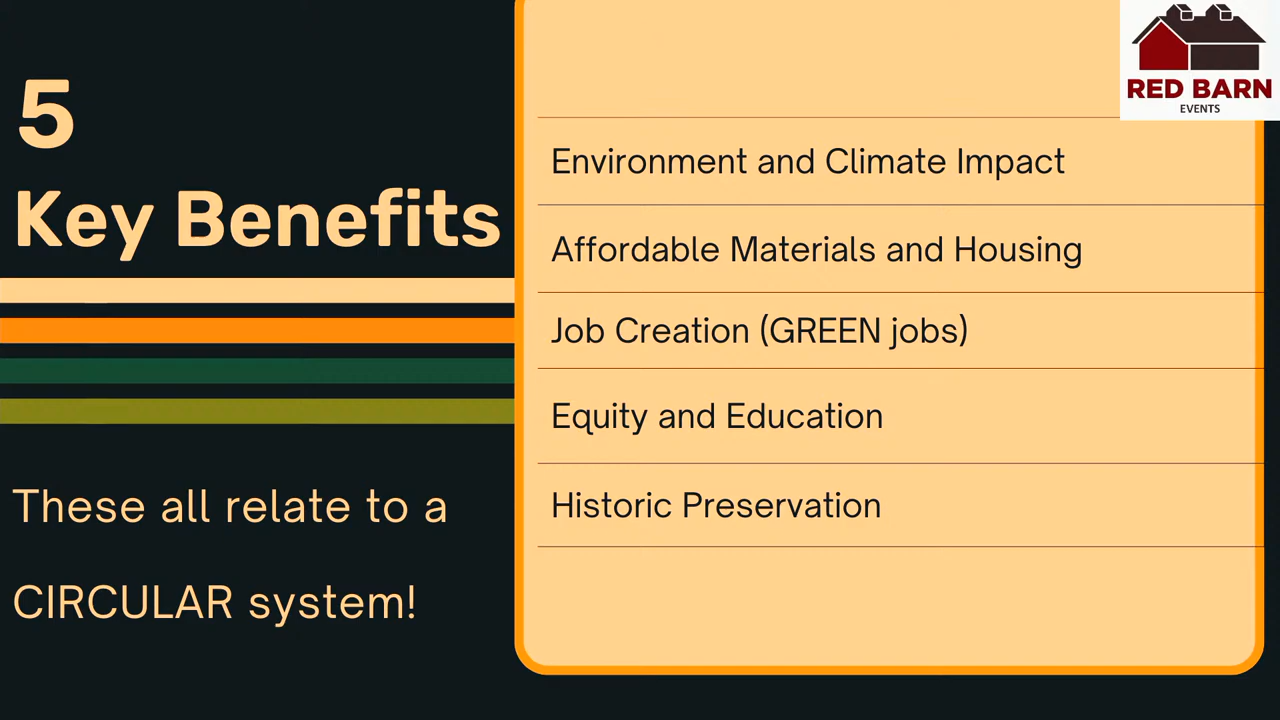 5
Key Benefits
These all relate to a
CIRCULAR system!
RED BARN
EVENTS
Environment and Climate Impact
Affordable Materials and Housing
Job Creation (GREEN jobs)
Equity and Education
Historic Preservation